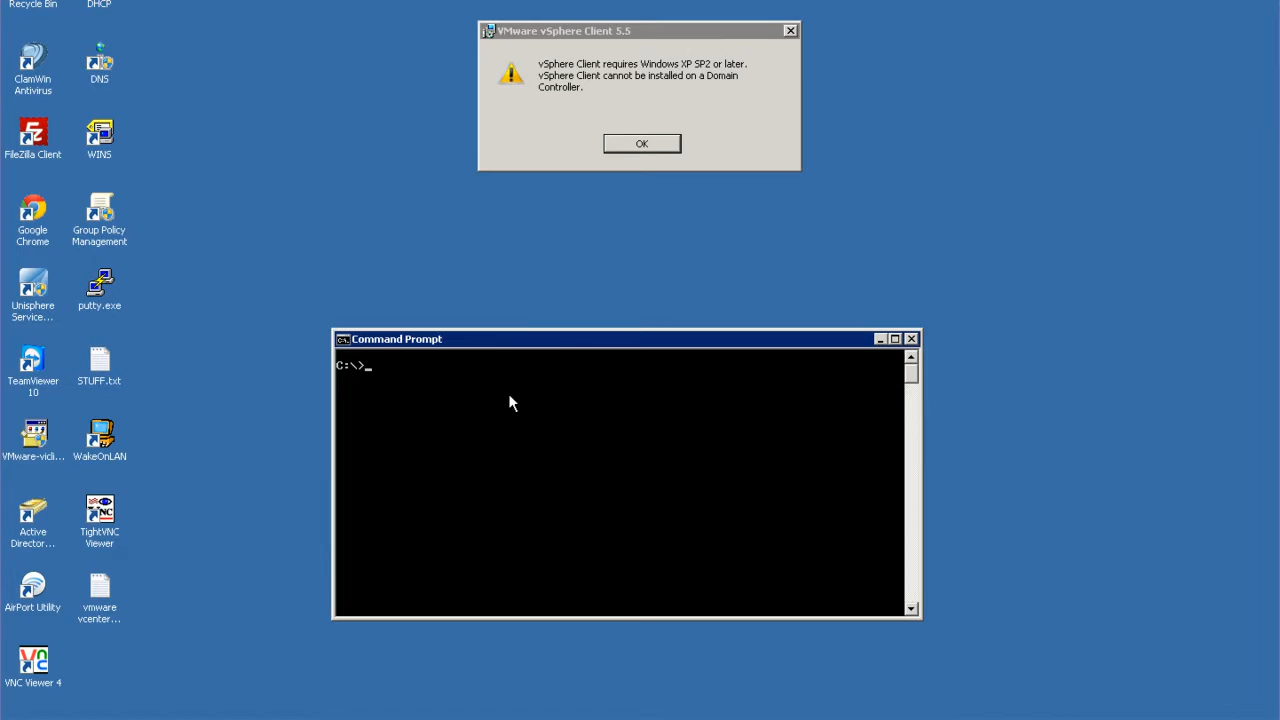 Recycle Bin
DHCP
VMware vSphere Client 5.5
vSphere Client requires Windows XP SP2 or later.
vSphere Client cannot be installed on a Domain
Controller.
OK
ClamWin
Antivirus
DNS
FileZilla Client
WINS
Google
Chrome
Group Policy
Management
Unisphere
Service...
putty.exe
TeamViewer
10
STUFF.txt
VMware-vicli...
WakeOnLAN
Active
Director...
TightVNC
Viewer
AirPort Utility
vmware
vcenter...
VNC Viewer 4
Command Prompt
C:\>_